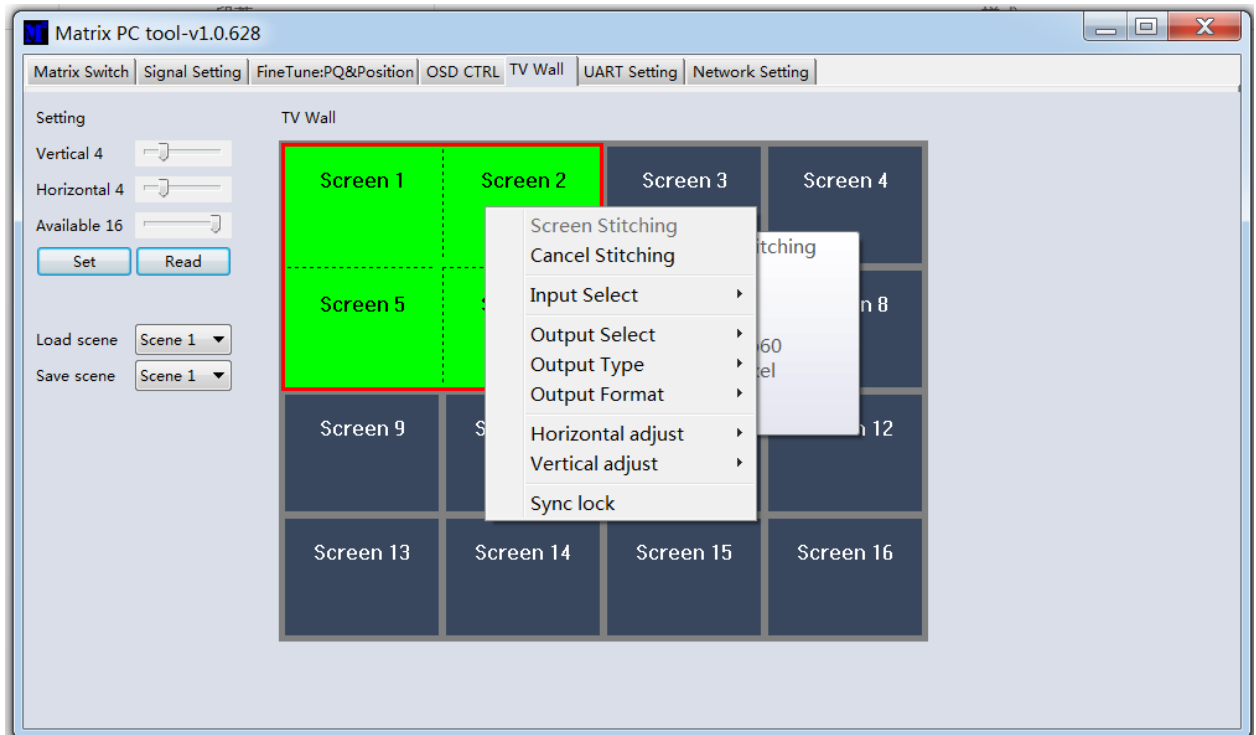 Matrix PC tool-v1.0.628
Matrix Switch Signal Setting FineTune:PQ&Position OSD CTRL TV Wall UART Setting Network Setting
Setting
TV Wall
Vertical 4
Horizontal 4
Available 16
Set Read
Load scene Scene 1
Save scene Scene 1
Screen 1 Screen 2 Screen 3 Screen 4
Screen 5
n 8
Screen 9
12
Screen 13 Screen 14 Screen 15 Screen 16
Screen Stitching
Cancel Stitching
Input Select
Output Select
Output Type
Output Format
Horizontal adjust
Vertical adjust
Sync lock
itching
60